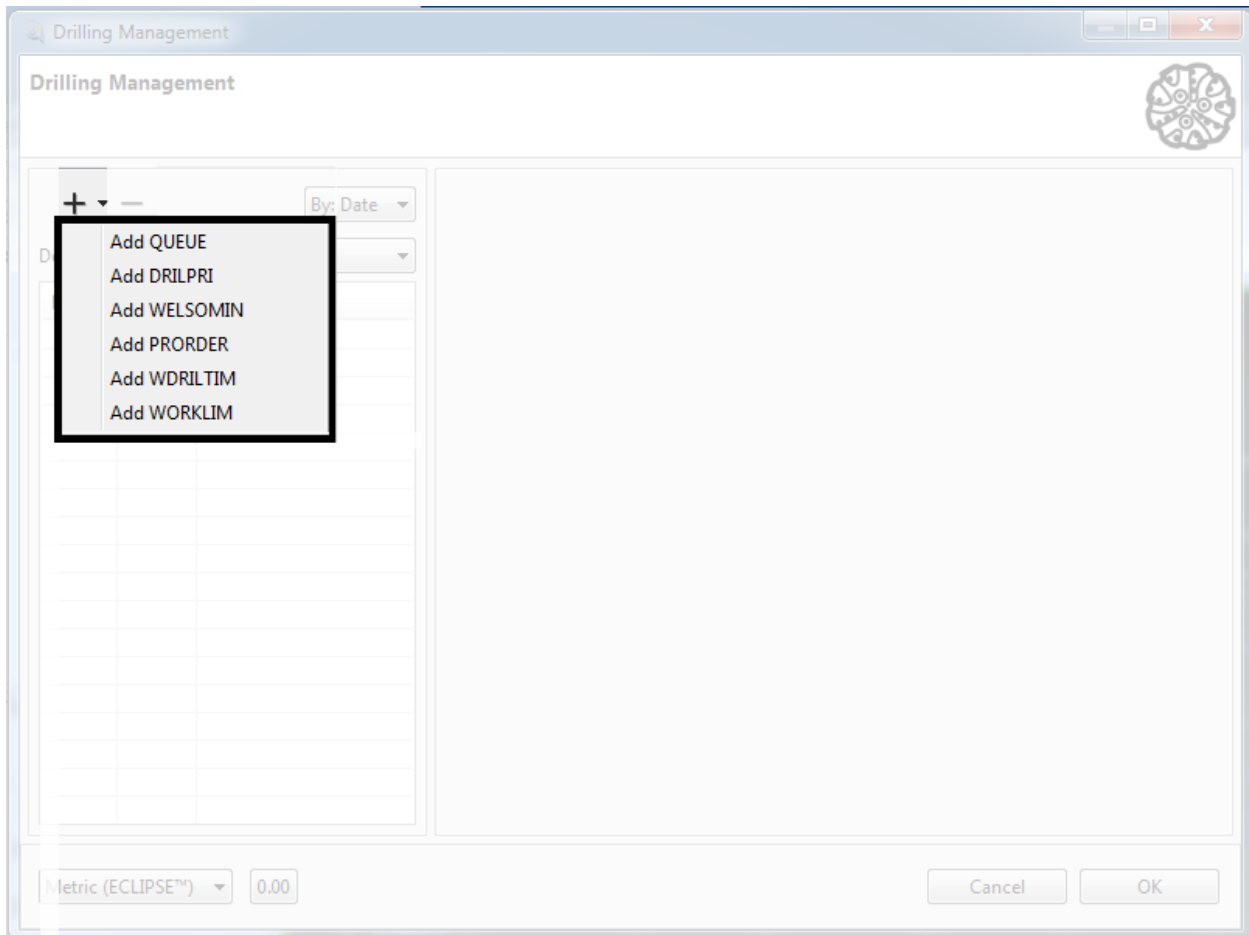 Drilling Management
Drilling Management
By: Date
Add QUEUE
Add DRILPRI
Add WELSOMIN
Add PRORDER
Add WDRILTIM
Add WORKLIM
Metric (ECLIPSE™)
0.00
Cancel
OK